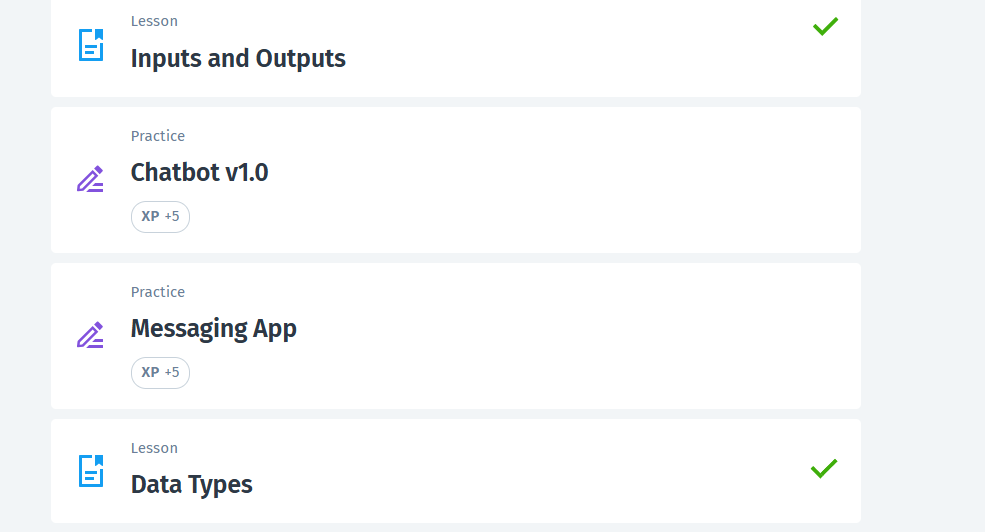 Lesson
Inputs and Outputs
Practice
Chatbot v1.0
XP +5
Practice
Messaging App
XP +5
Lesson
Data Types